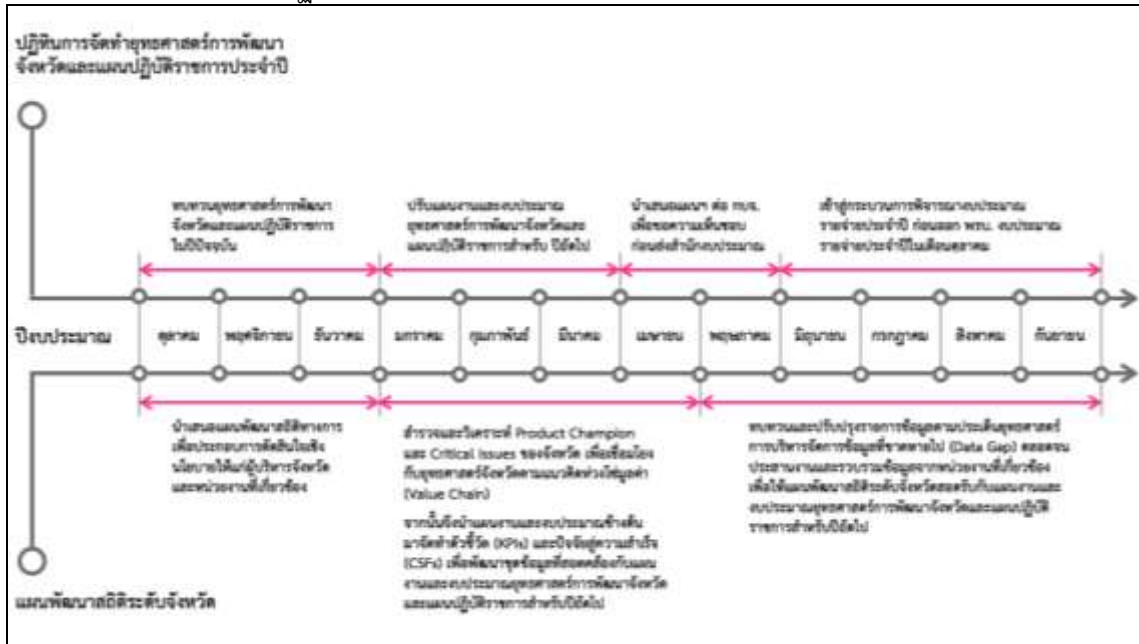 ปฏิทินการจัดทำยุทธศาสตร์การพัฒนา
จังหวัดและแผนปฏิบัติราชการประจำปี
ทบทวนยุทธศาสตร์การพัฒนา
จังหวัดและแผนปฏิบัติราชการ
ในปีปัจจุบัน
ปรับแผนงานและงบประมาณ
ยุทธศาสตร์การพัฒนาจังหวัดและ
แผนปฏิบัติราชการสำหรับ ปีถัดไป
นำเสนอแผนฯ ต่อ กบจ.
เพื่อขอความเห็นชอบ
ก่อนส่งสำนักงบประมาณ
เข้าสู่กระบวนการพิจารณางบประมาณ
รายจ่ายประจำปี ก่อนออก พรบ. งบประมาณ
รายจ่ายประจำปีในเดือนตุลาคม
ปีงบประมาณ ตุลาคม พฤศจิกายน ธันวาคม มกราคม กุมภาพันธ์ มีนาคม เมษายน พฤษภาคม มิถุนายน กรกฎาคม สิงหาคม กันยายน
นำเสนอแผนพัฒนาสถิติทางการ
เพื่อประกอบการตัดสินใจเชิง
นโยบายให้แก่ผู้บริหารจังหวัด
และหน่วยงานที่เกี่ยวข้อง
สำรวจและวิเคราะห์ Product Champion
และ Critical Issues ของจังหวัด เพื่อเชื่อมโยง
กับยุทธศาสตร์จังหวัดตามแนวคิดห่วงโซ่มูลค่า
(Value Chain)
จากนั้นจึงนำแผนงานและงบประมาณข้างต้น
มาจัดทำตัวชี้วัด (KPIs) และปัจจัยสู่ความสำเร็จ
(CSFs) เพื่อพัฒนาชุดข้อมูลที่สอดคล้องกับแผน
งานและงบประมาณยุทธศาสตร์การพัฒนาจังหวัด
และแผนปฏิบัติราชการสำหรับปีถัดไป
ทบทวนและปรับปรุงรายการข้อมูลตามประเด็นยุทธศาสตร์
การบริหารจัดการข้อมูลที่ขาดหายไป (Data Gap) ตลอดจน
ประสานงานและรวบรวมข้อมูลจากหน่วยงานที่เกี่ยวข้อง
เพื่อให้แผนพัฒนาสถิติระดับจังหวัดสอดรับกับแผนงานและ
งบประมาณยุทธศาสตร์การพัฒนาจังหวัดและแผนปฏิบัติ
ราชการสำหรับปีถัดไป
แผนพัฒนาสถิติระดับจังหวัด